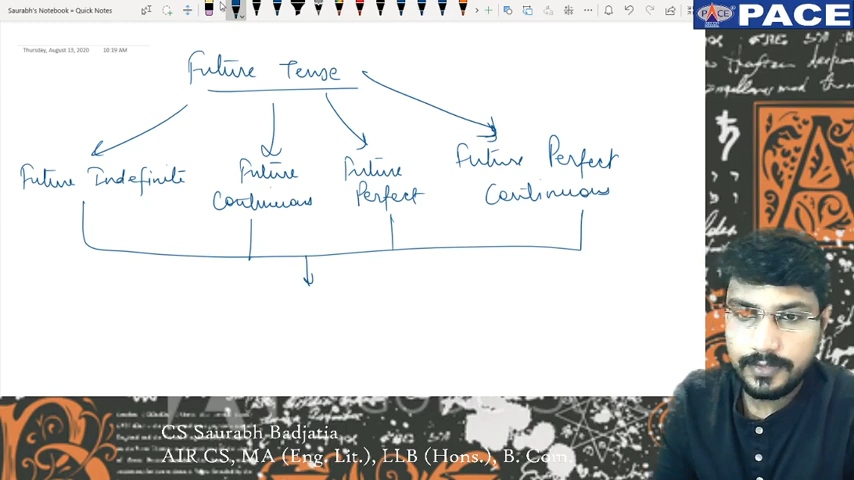 Saurabh's Notebook » Quick Notes
PACE
PACE
Thursday, August 13, 2020 10:19 AM
Future Tense
Future Indefinite
Future
Continuous
Future
Perfect
Future Perfect
Continuous
A
CS Saurabh Badjatia
AIR CS, MA (Eng. Lit.), LLB (Hons.), B. Com.